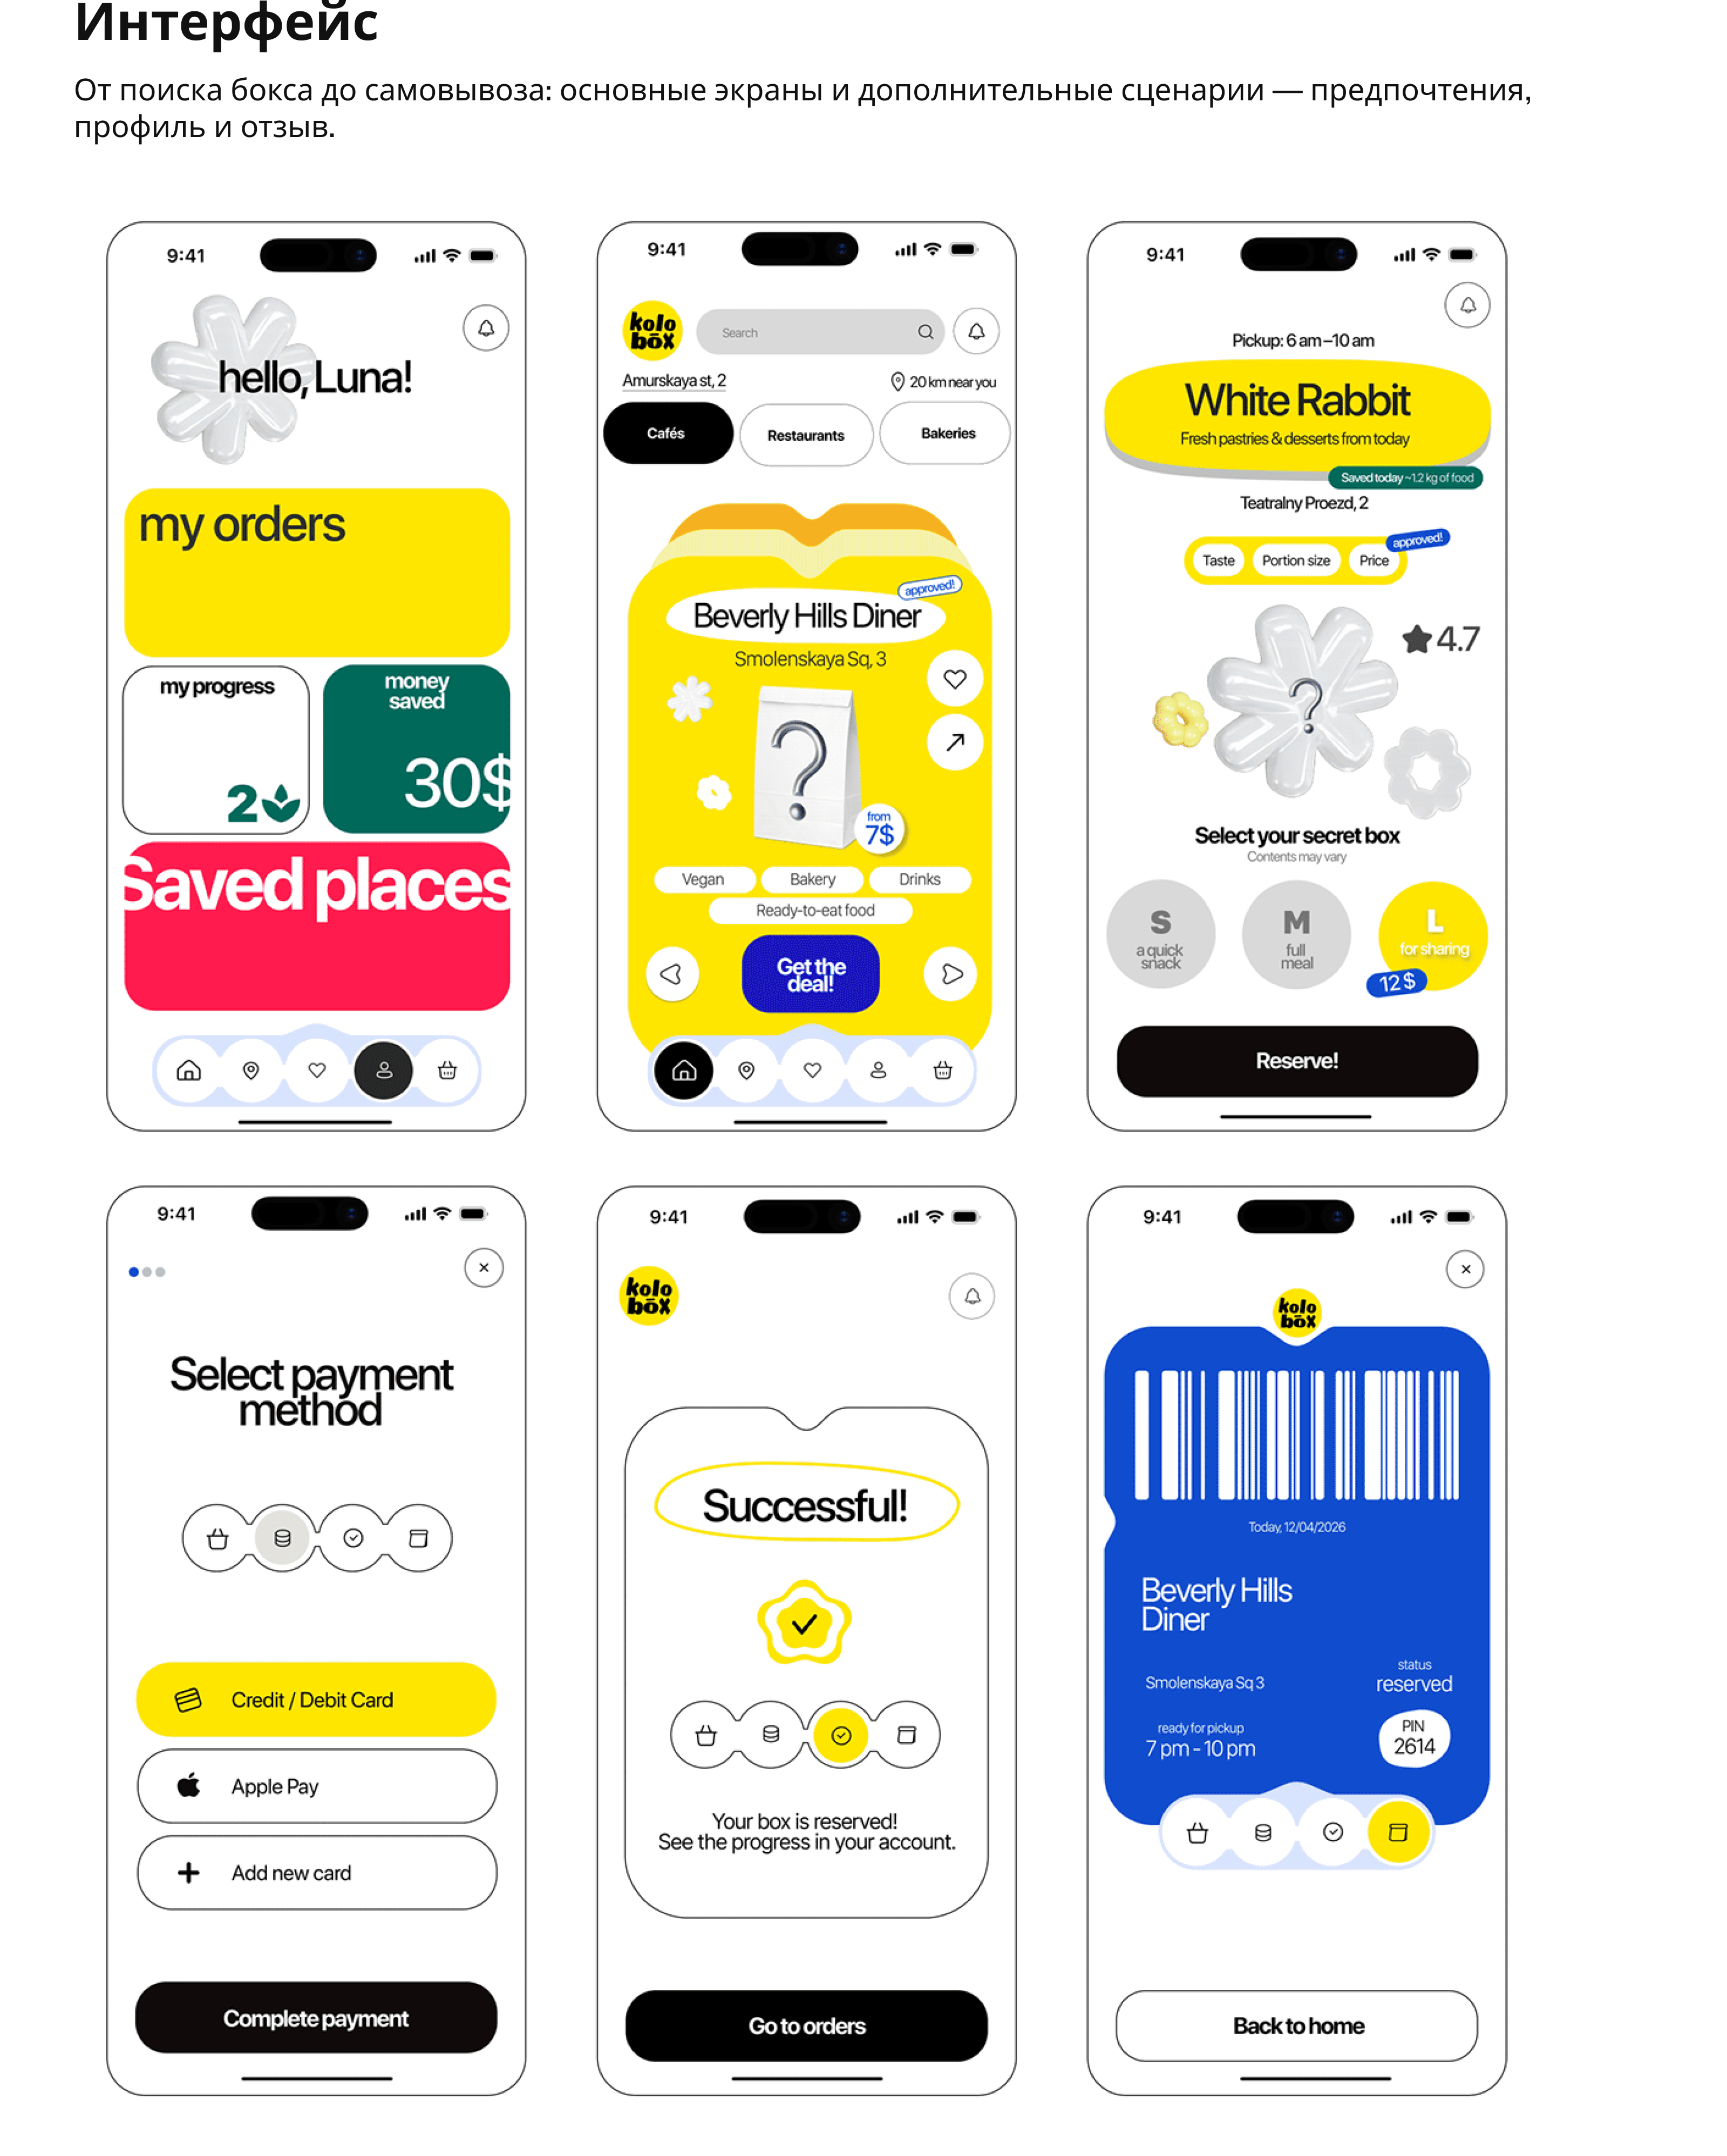 Интерфейс
От поиска бокса до самовывоза: основные экраны и дополнительные сценарии — предпочтения,
профиль и отзыв.
9:41
hello, Luna!
my orders
my progress
2
money
saved
30$
Saved places
9:41
kolo
bōx
Search
Amurskaya st, 2
20 km near you
Cafés
Restaurants
Bakeries
approved!
Beverly Hills Diner
Smolenskaya Sq, 3
?
from
7$
Vegan
Bakery
Drinks
Ready-to-eat food
Get the
deal!
9:41
Pickup: 6 am–10 am
White Rabbit
Fresh pastries & desserts from today
Saved today ~1.2 kg of food
Teatralny Proezd, 2
approved!
Taste
Portion size
Price
4.7
?
Select your secret box
Contents may vary
S
a quick
snack
M
full
meal
L
for sharing
12$
Reserve!
9:41
Select payment
method
Credit / Debit Card
Apple Pay
Add new card
Complete payment
9:41
kolo
bōx
Successful!
Your box is reserved!
See the progress in your account.
Go to orders
9:41
kolo
bōx
Today, 12/04/2026
Beverly Hills
Diner
Smolenskaya Sq 3
status
reserved
ready for pickup
7 pm - 10 pm
PIN
2614
Back to home